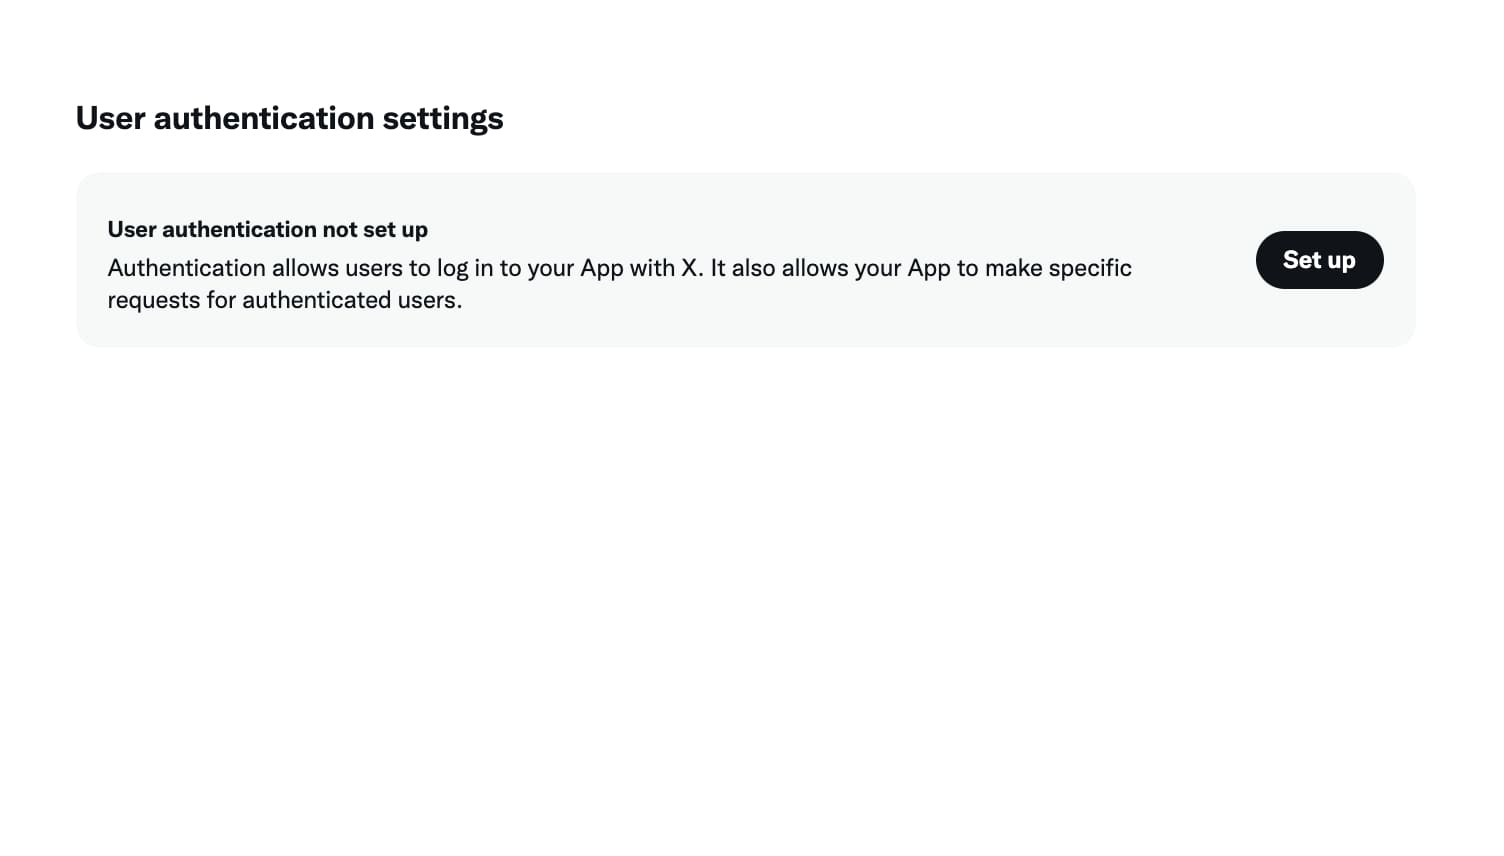 User authentication settings
User authentication not set up
Authentication allows users to log in to your App with X. It also allows your App to make specific
requests for authenticated users.
Set up